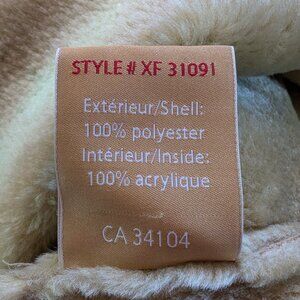 STYLE # XF 31091
Extérieur/Shell:
100% polyester
Intérieur/Inside:
100% acrylique
CA 34104